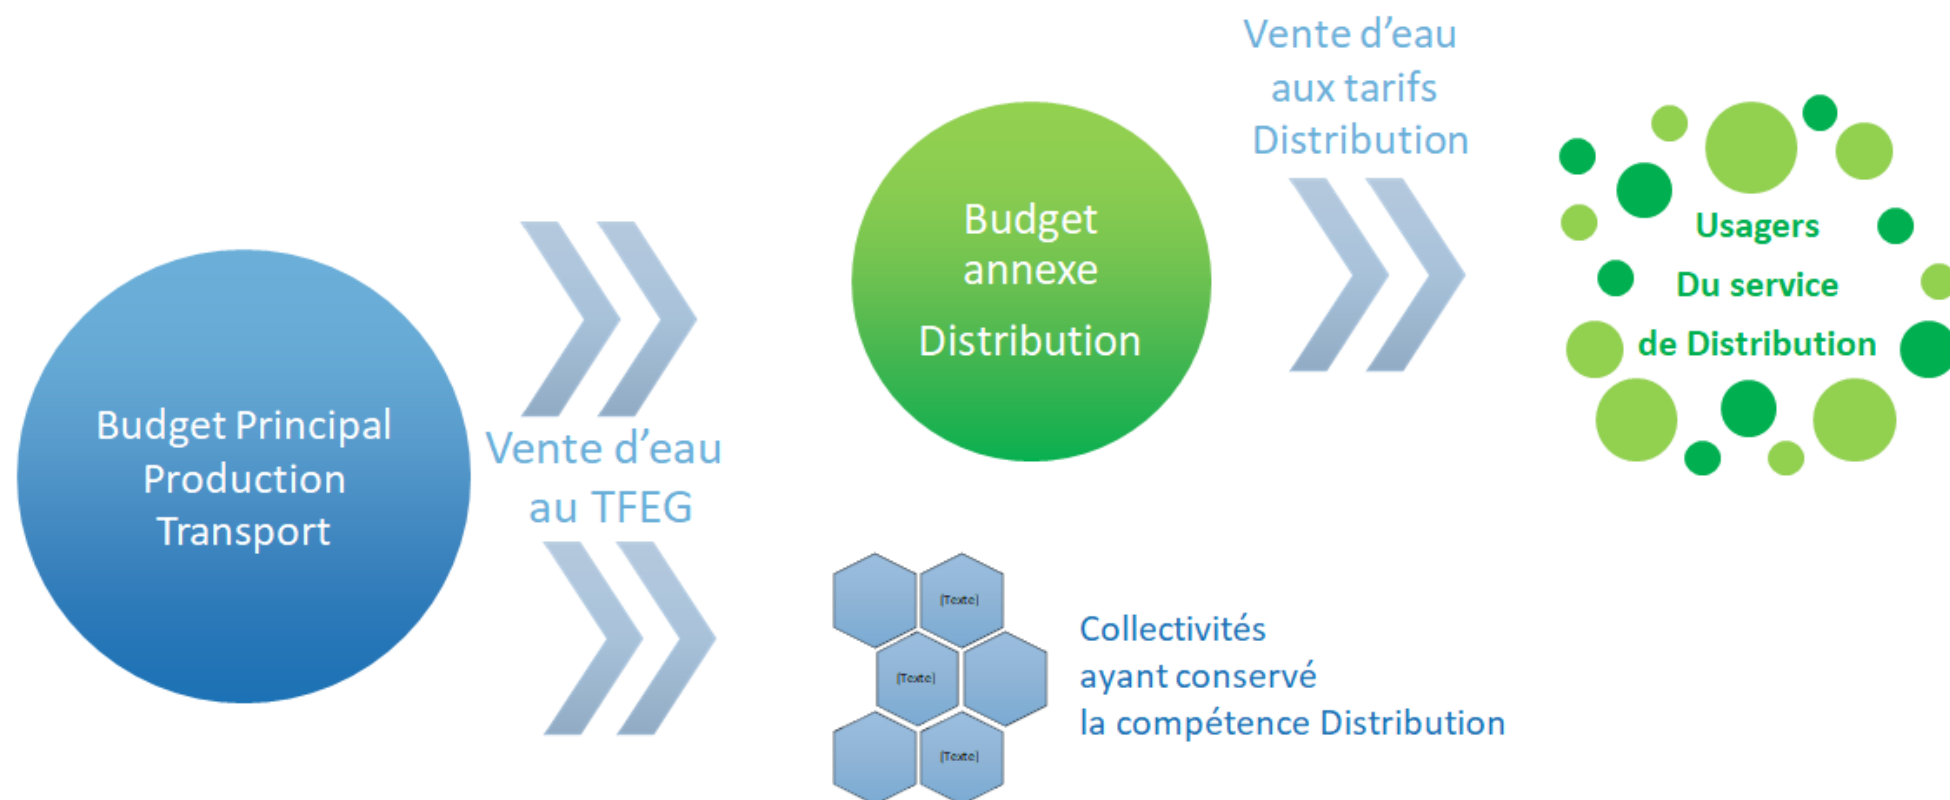 Budget Principal
Production
Transport
Vente d’eau
au TFEG
Budget
annexe
Distribution
Vente d’eau
aux tarifs
Distribution
Usagers
Du service
de Distribution
[Texte]
[Texte]
[Texte]
Collectivités
ayant conservé
la compétence Distribution